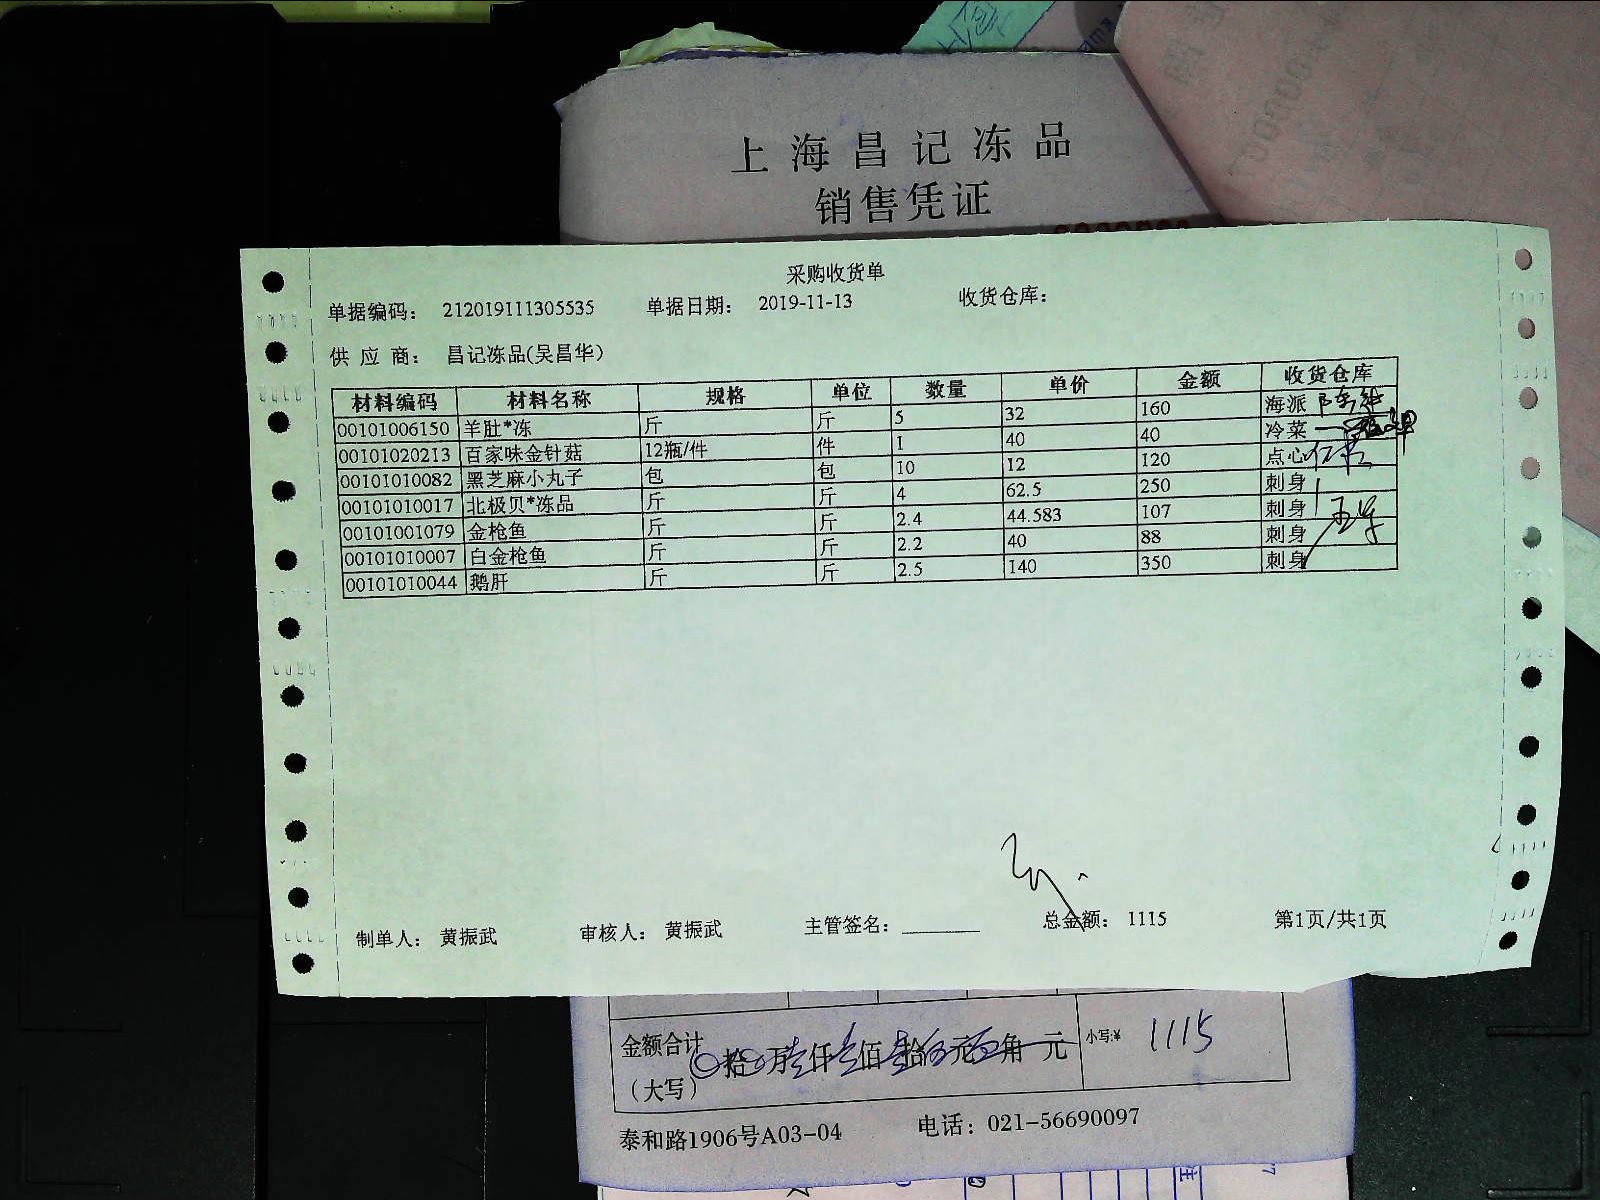 上海昌记冻品
销售凭证
采购收货单
单据编码： 212019111305535 单据日期： 2019-11-13 收货仓库：
供 应 商： 昌记冻品(吴昌华)
材料编码 材料名称 规格 单位 数量 单价 金额 收货仓库
00101006150 羊肚*冻 斤 斤 5 32 160 海派
00101020213 百家味金针菇 12瓶/件 件 1 40 40 冷菜
00101010082 黑芝麻小丸子 包 包 10 12 120 点心
00101010017 北极贝*冻品 斤 斤 4 62.5 250 刺身
00101001079 金枪鱼 斤 斤 2.4 44.583 107 刺身
00101010007 白金枪鱼 斤 斤 2.2 40 88 刺身
00101010044 鹅肝 斤 斤 2.5 140 350 刺身
制单人： 黄振武 审核人： 黄振武 主管签名： 总金额： 1115 第1页/共1页
金额合计 拾 万 仟 佰 拾 元 角 元 小写:¥ 1115
（大写）
泰和路1906号A03-04 电话：021-56690097